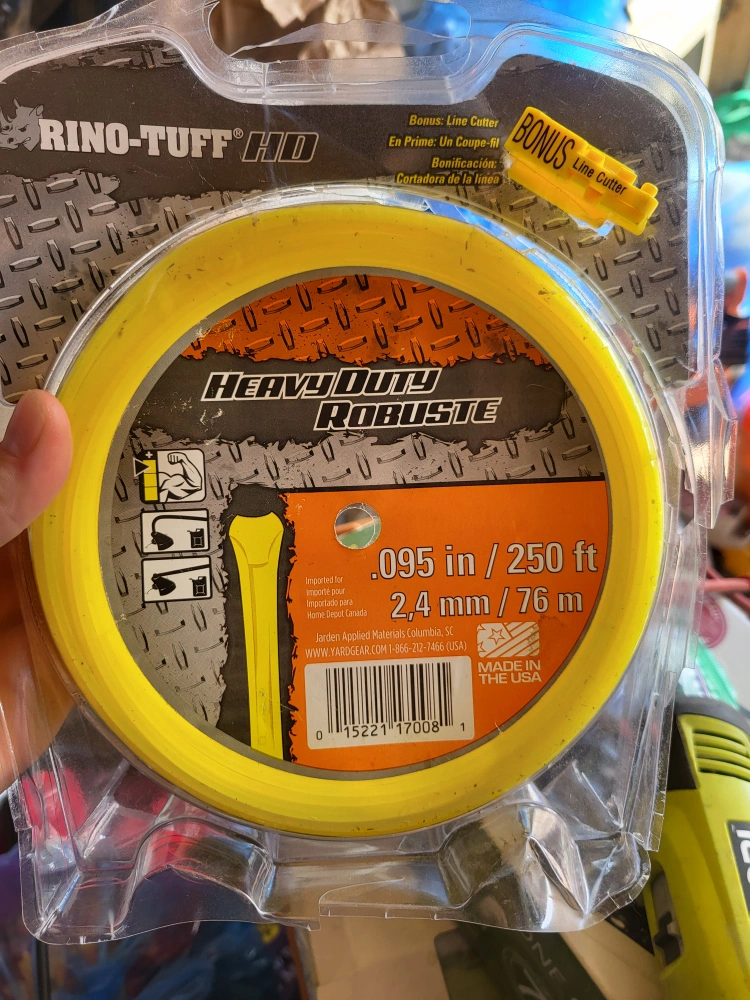 RINO-TUFF® HD
Bonus: Line Cutter
En Prime: Un Coupe-fil
Bonificación:
Cortadora de la línea
BONUS Line Cutter
HEAVY DUTY
ROBUSTE
.095 in / 250 ft
2,4 mm / 76 m
Imported for
Importé pour
Importado para
Home Depot Canada
Jarden Applied Materials Columbia, SC
WWW.YARDGEAR.COM 1-866-212-7466 (USA)
MADE IN
THE USA
0 15221 17008 1